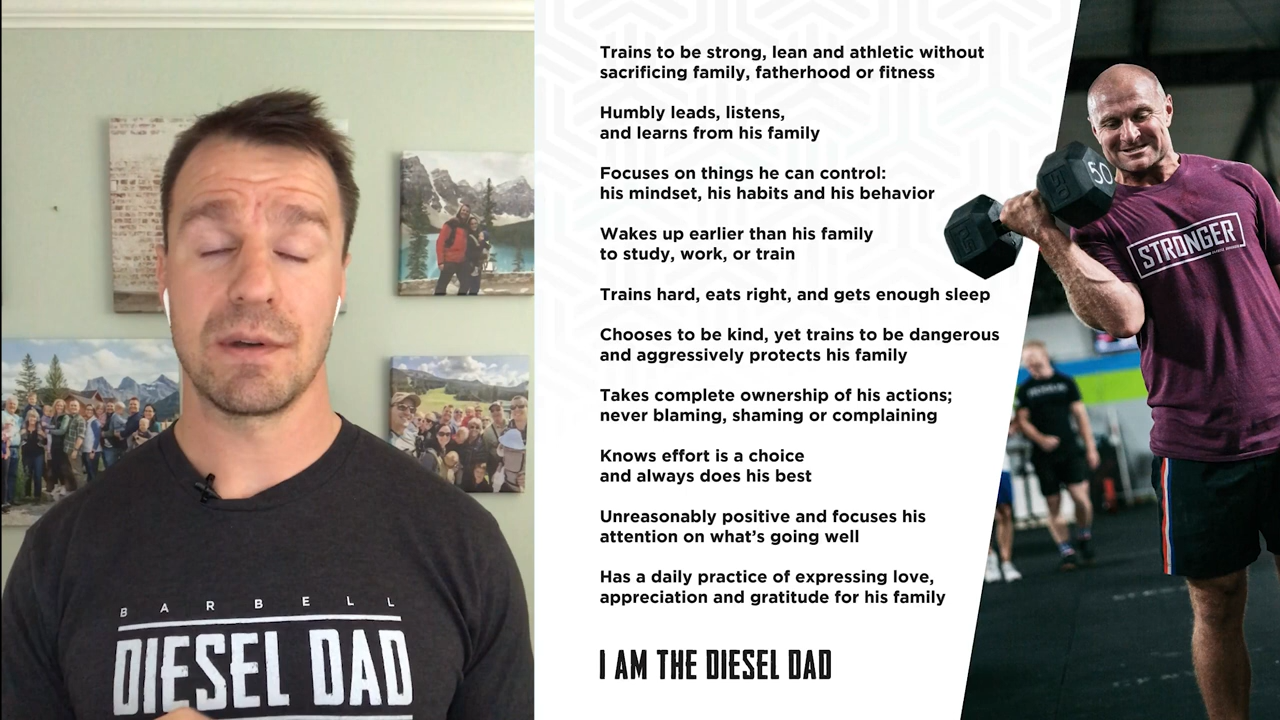 BARBELL
DIESEL DAD
Trains to be strong, lean and athletic without
sacrificing family, fatherhood or fitness
Humbly leads, listens,
and learns from his family
Focuses on things he can control:
his mindset, his habits and his behavior
Wakes up earlier than his family
to study, work, or train
Trains hard, eats right, and gets enough sleep
Chooses to be kind, yet trains to be dangerous
and aggressively protects his family
Takes complete ownership of his actions;
never blaming, shaming or complaining
Knows effort is a choice
and always does his best
Unreasonably positive and focuses his
attention on what's going well
Has a daily practice of expressing love,
appreciation and gratitude for his family
I AM THE DIESEL DAD
50
50
STRONGER